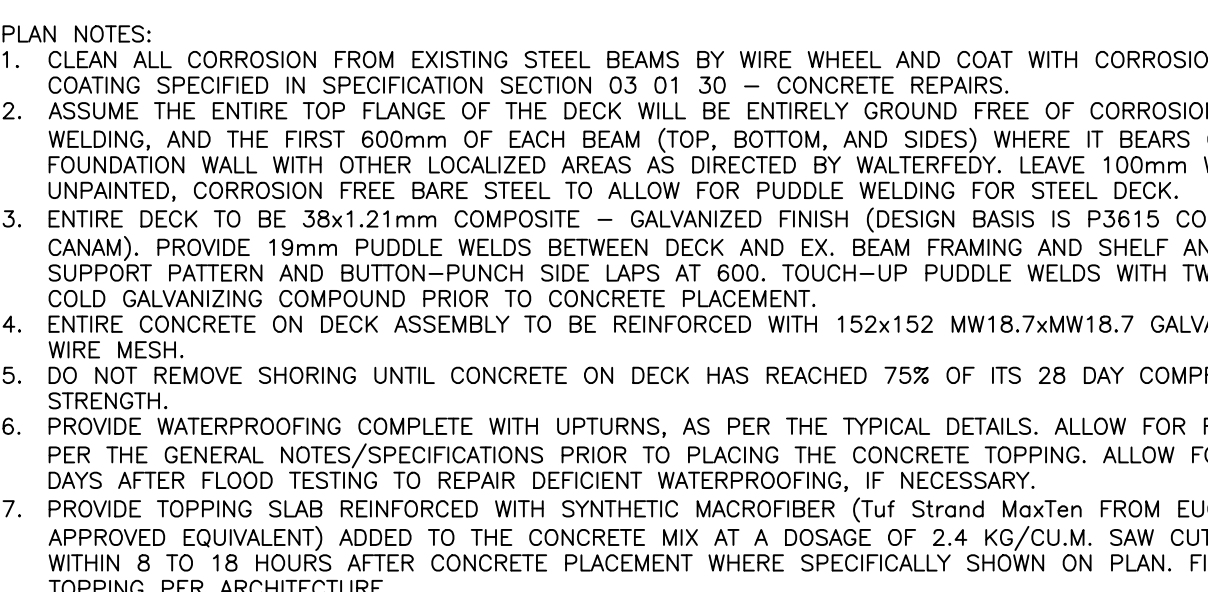 PLAN NOTES:
1. CLEAN ALL CORROSION FROM EXISTING STEEL BEAMS BY WIRE WHEEL AND COAT WITH
COATING SPECIFIED IN SPECIFICATION SECTION 03 01 30 – CONCRETE REPAIRS.
2. ASSUME THE ENTIRE TOP FLANGE OF THE DECK WILL BE ENTIRELY GROUND FREE OF
WELDING, AND THE FIRST 600mm OF EACH BEAM (TOP, BOTTOM, AND SIDES) WHERE IT BEARS
FOUNDATION WALL WITH OTHER LOCALIZED AREAS AS DIRECTED BY WALTERFEDY. LEAVE 100mm
UNPAINTED, CORROSION FREE BARE STEEL TO ALLOW FOR PUDDLE WELDING FOR STEEL DECK.
3. ENTIRE DECK TO BE 38x1.21mm COMPOSITE – GALVANIZED FINISH (DESIGN BASIS IS P3615
CANAM). PROVIDE 19mm PUDDLE WELDS BETWEEN DECK AND EX. BEAM FRAMING AND SHELF
SUPPORT PATTERN AND BUTTON–PUNCH SIDE LAPS AT 600. TOUCH–UP PUDDLE WELDS WITH
COLD GALVANIZING COMPOUND PRIOR TO CONCRETE PLACEMENT.
4. ENTIRE CONCRETE ON DECK ASSEMBLY TO BE REINFORCED WITH 152x152 MW18.7xMW18.7
WIRE MESH.
5. DO NOT REMOVE SHORING UNTIL CONCRETE ON DECK HAS REACHED 75% OF ITS 28 DAY
STRENGTH.
6. PROVIDE WATERPROOFING COMPLETE WITH UPTURNS, AS PER THE TYPICAL DETAILS. ALLOW FOR
PER THE GENERAL NOTES/SPECIFICATIONS PRIOR TO PLACING THE CONCRETE TOPPING. ALLOW
DAYS AFTER FLOOD TESTING TO REPAIR DEFICIENT WATERPROOFING, IF NECESSARY.
7. PROVIDE TOPPING SLAB REINFORCED WITH SYNTHETIC MACROFIBER (Tuf Strand MaxTen FROM
APPROVED EQUIVALENT) ADDED TO THE CONCRETE MIX AT A DOSAGE OF 2.4 KG/CU.M. SAW CUT
WITHIN 8 TO 18 HOURS AFTER CONCRETE PLACEMENT WHERE SPECIFICALLY SHOWN ON PLAN.
TOPPING PER ARCHITECTURE